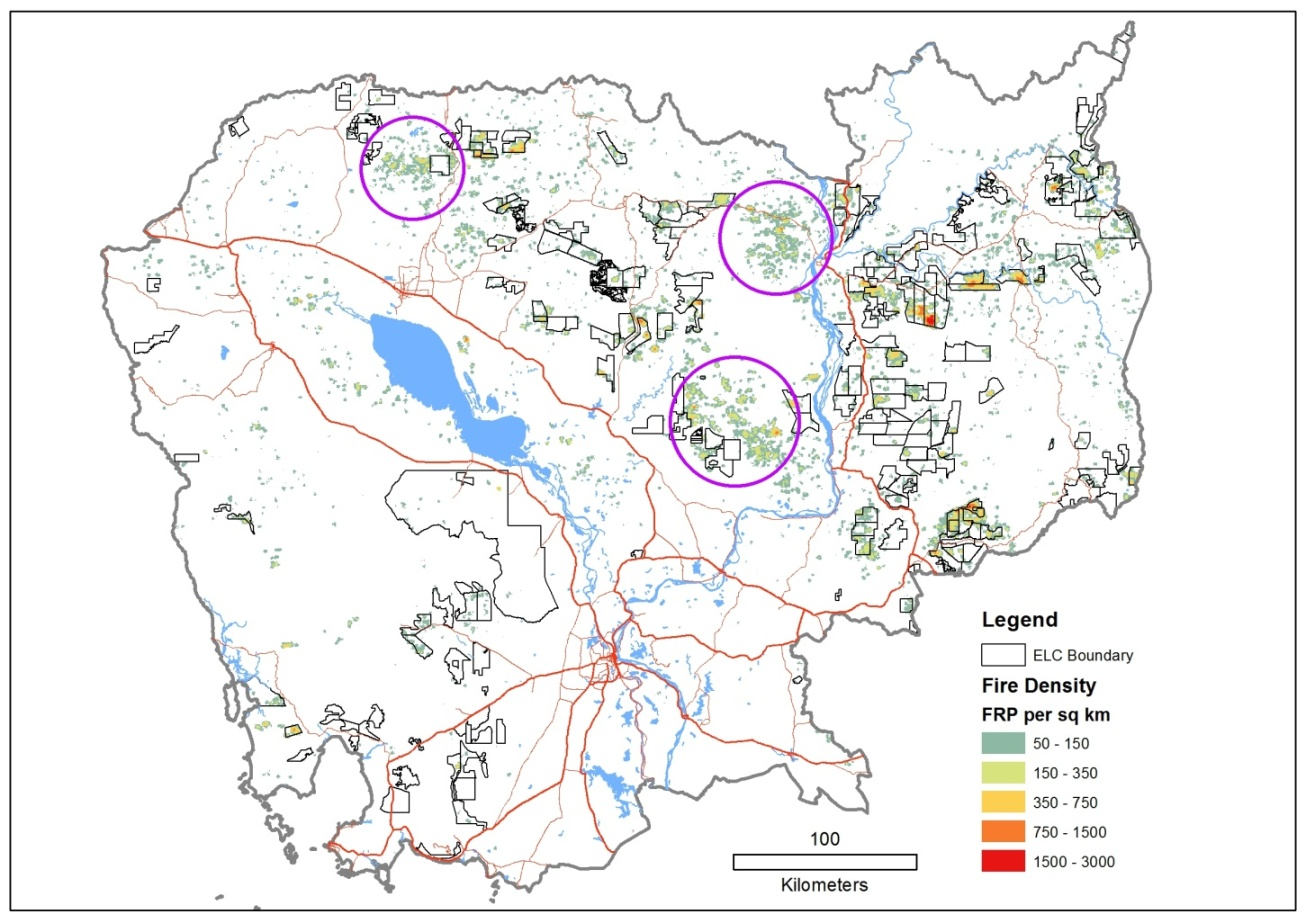 Legend
ELC Boundary
Fire Density
FRP per sq km
50 - 150
150 - 350
350 - 750
750 - 1500
1500 - 3000
100
Kilometers